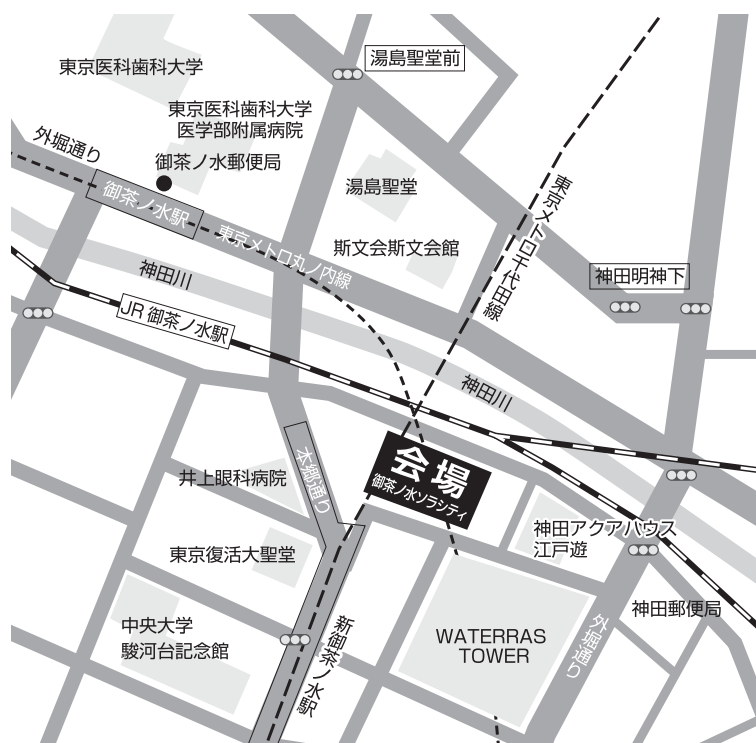 湯島聖堂前
東京医科歯科大学
東京医科歯科大学
医学部附属病院
外堀通り
御茶ノ水郵便局
御茶ノ水駅
湯島聖堂
東京メトロ千代田線
東京メトロ丸ノ内線
斯文会斯文会館
神田川
神田明神下
JR 御茶ノ水駅
神田川
本郷通り
会場
御茶ノ水ソラシティ
井上眼科病院
神田アクアハウス
江戸遊
東京復活大聖堂
神田郵便局
中央大学
駿河台記念館
新御茶ノ水駅
WATERRAS
TOWER
外堀通り